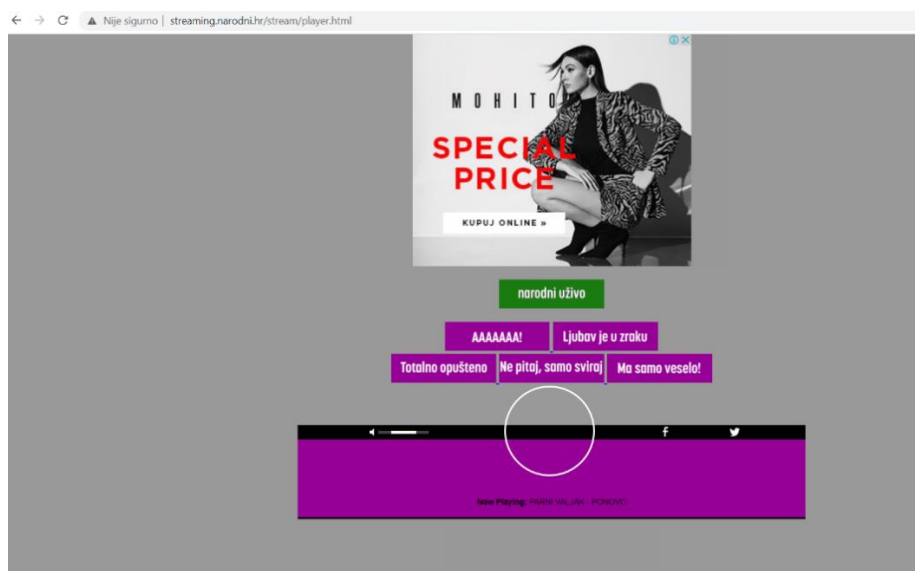 Nije sigurno | streaming.narodni.hr/stream/player.html
MOHITO
SPECIAL
PRICE
KUPUJ ONLINE »
narodni uživo
AAAAAAA!
Ljubav je u zraku
Totalno opušteno
Ne pitaj, samo sviraj
Ma samo veselo!
Now Playing: PARNI VALJAK - PONOVO